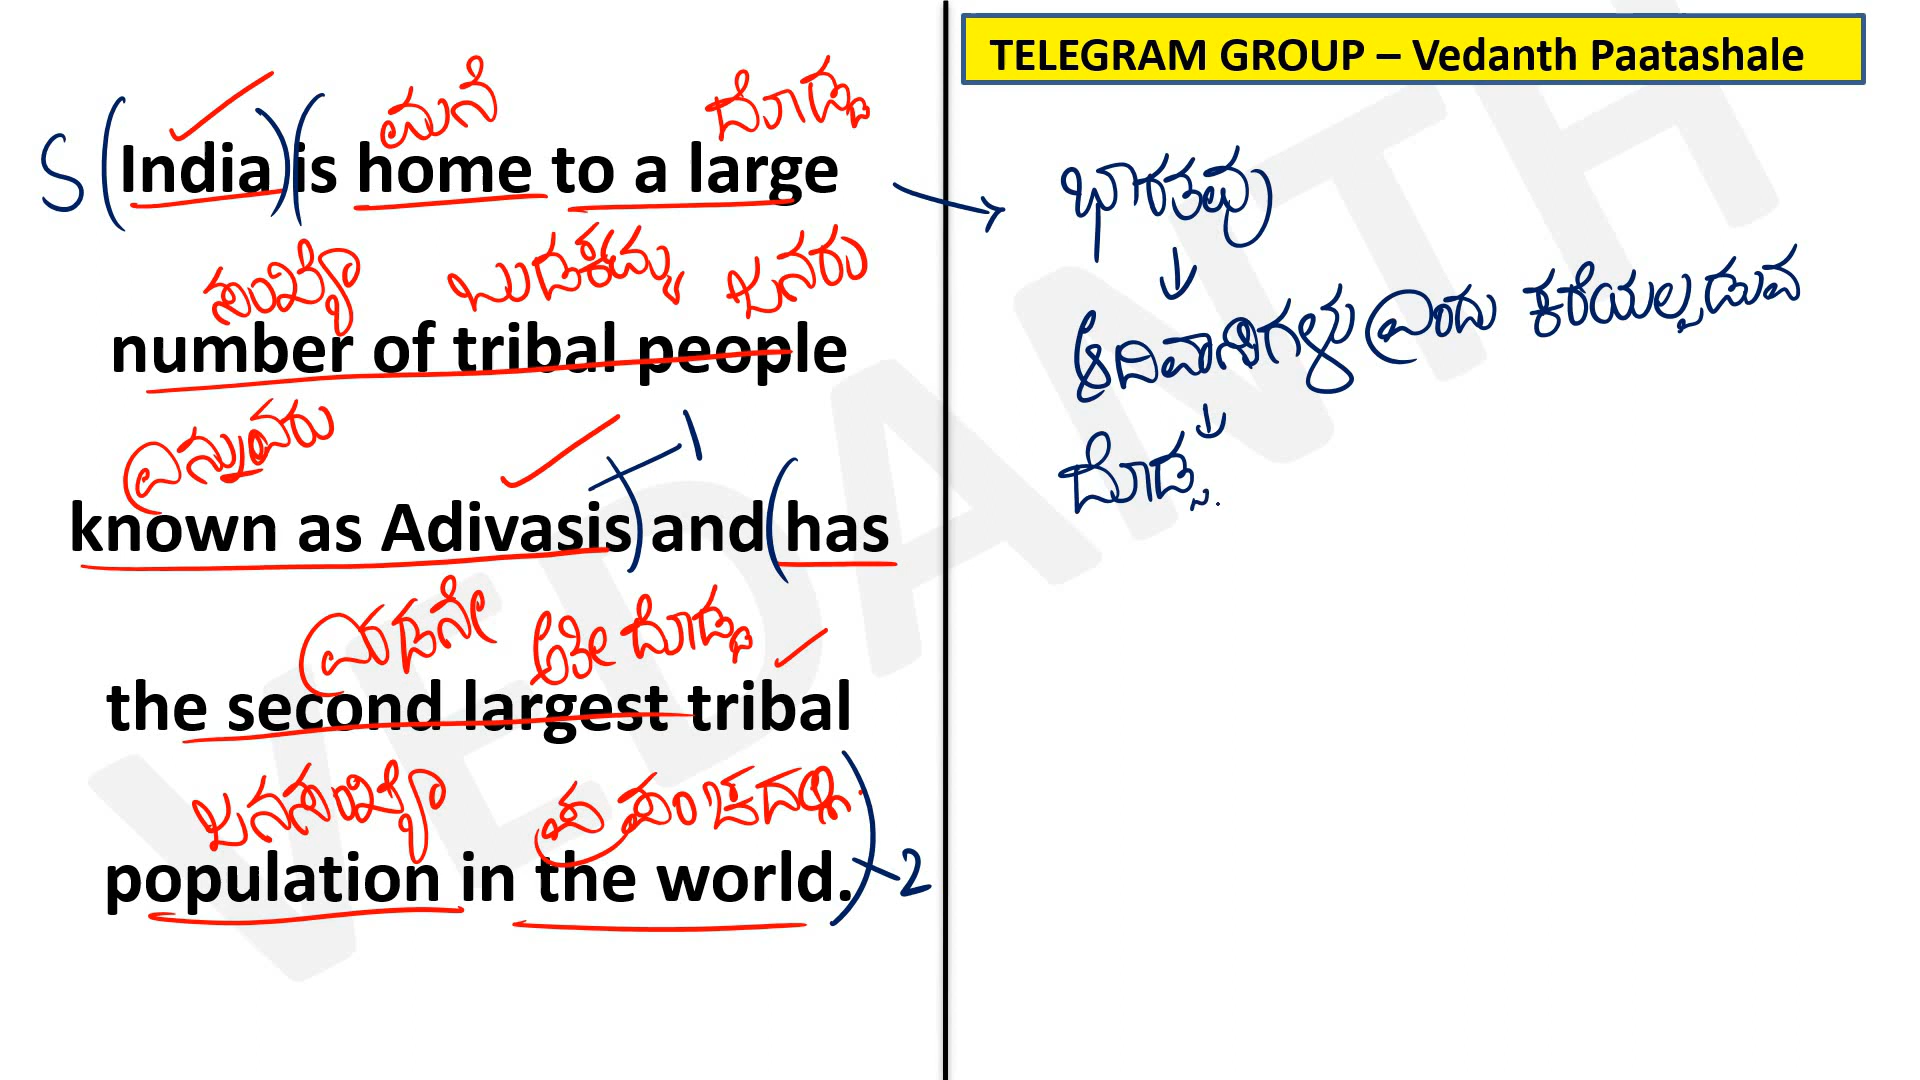 TELEGRAM GROUP – Vedanth Paatashale
ಮನೆ ದೊಡ್ಡ
S (India) (is home to a large
ಸಂಖ್ಯೆ ಬುಡಕಟ್ಟು ಜನರು
number of tribal people
ಎನ್ನುವರು
known as Adivasis) 1 and (has
ಎರಡನೇ ಅತೀ ದೊಡ್ಡ
the second largest tribal
ಜನಸಂಖ್ಯೆ ಪ್ರಪಂಚದಲ್ಲಿ
population in the world.) 2
ಭಾರತವು
ಆದಿವಾಸಿಗಳು ಎಂದು ಕರೆಯಲ್ಪಡುವ
ದೊಡ್ಡ
VEDANTH